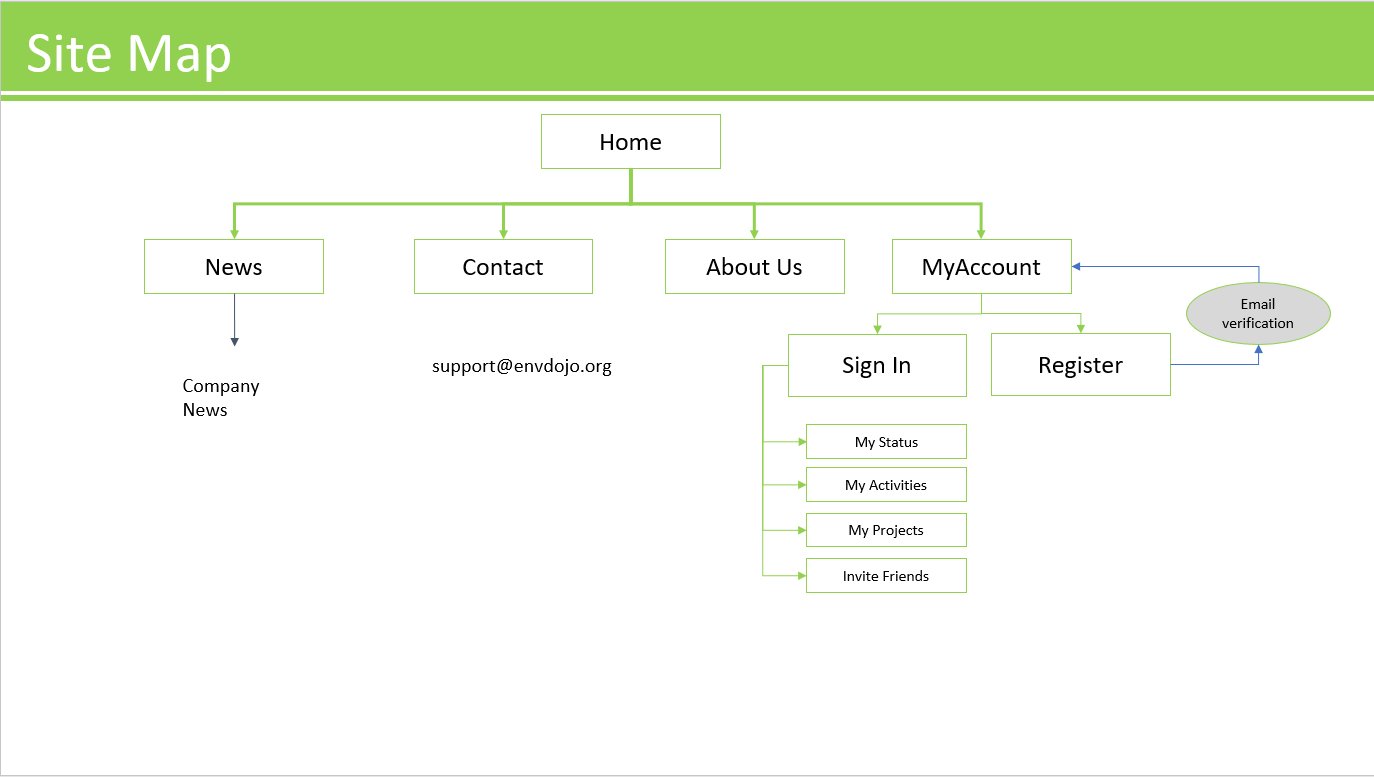 Site Map
Home
News
Contact
About Us
MyAccount
Email
verification
Company
News
support@envdojo.org
Sign In
Register
My Status
My Activities
My Projects
Invite Friends